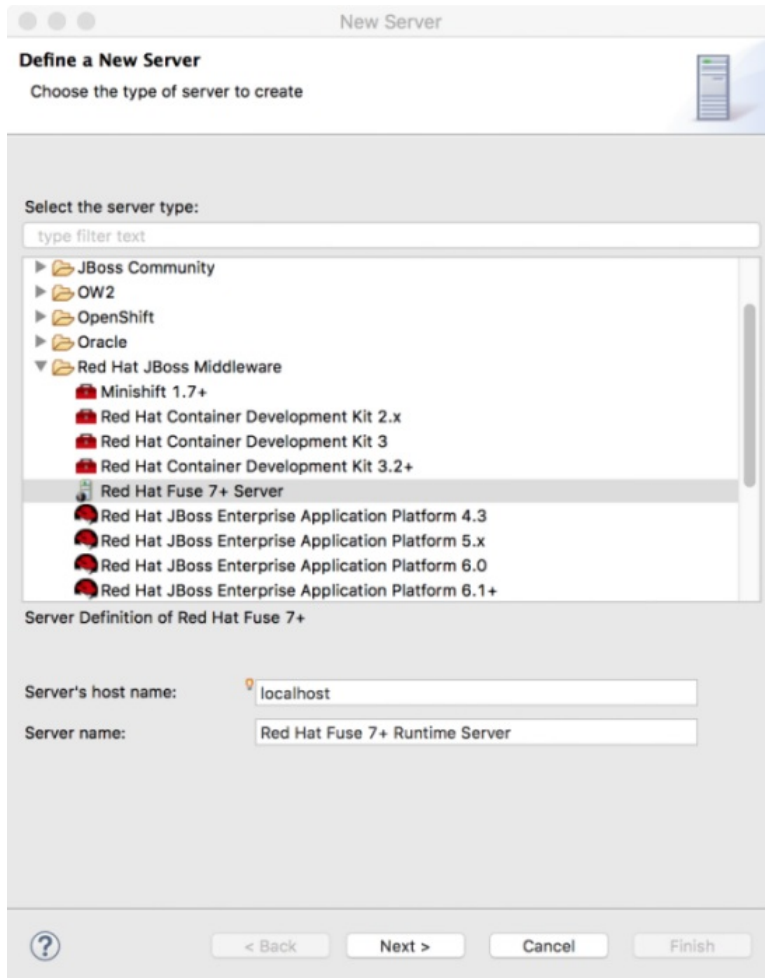 New Server
Define a New Server
Choose the type of server to create
Select the server type:
type filter text
JBoss Community
OW2
OpenShift
Oracle
Red Hat JBoss Middleware
Minishift 1.7+
Red Hat Container Development Kit 2.x
Red Hat Container Development Kit 3
Red Hat Container Development Kit 3.2+
Red Hat Fuse 7+ Server
Red Hat JBoss Enterprise Application Platform 4.3
Red Hat JBoss Enterprise Application Platform 5.x
Red Hat JBoss Enterprise Application Platform 6.0
Red Hat JBoss Enterprise Application Platform 6.1+
Server Definition of Red Hat Fuse 7+
Server's host name: localhost
Server name: Red Hat Fuse 7+ Runtime Server
? < Back Next > Cancel Finish